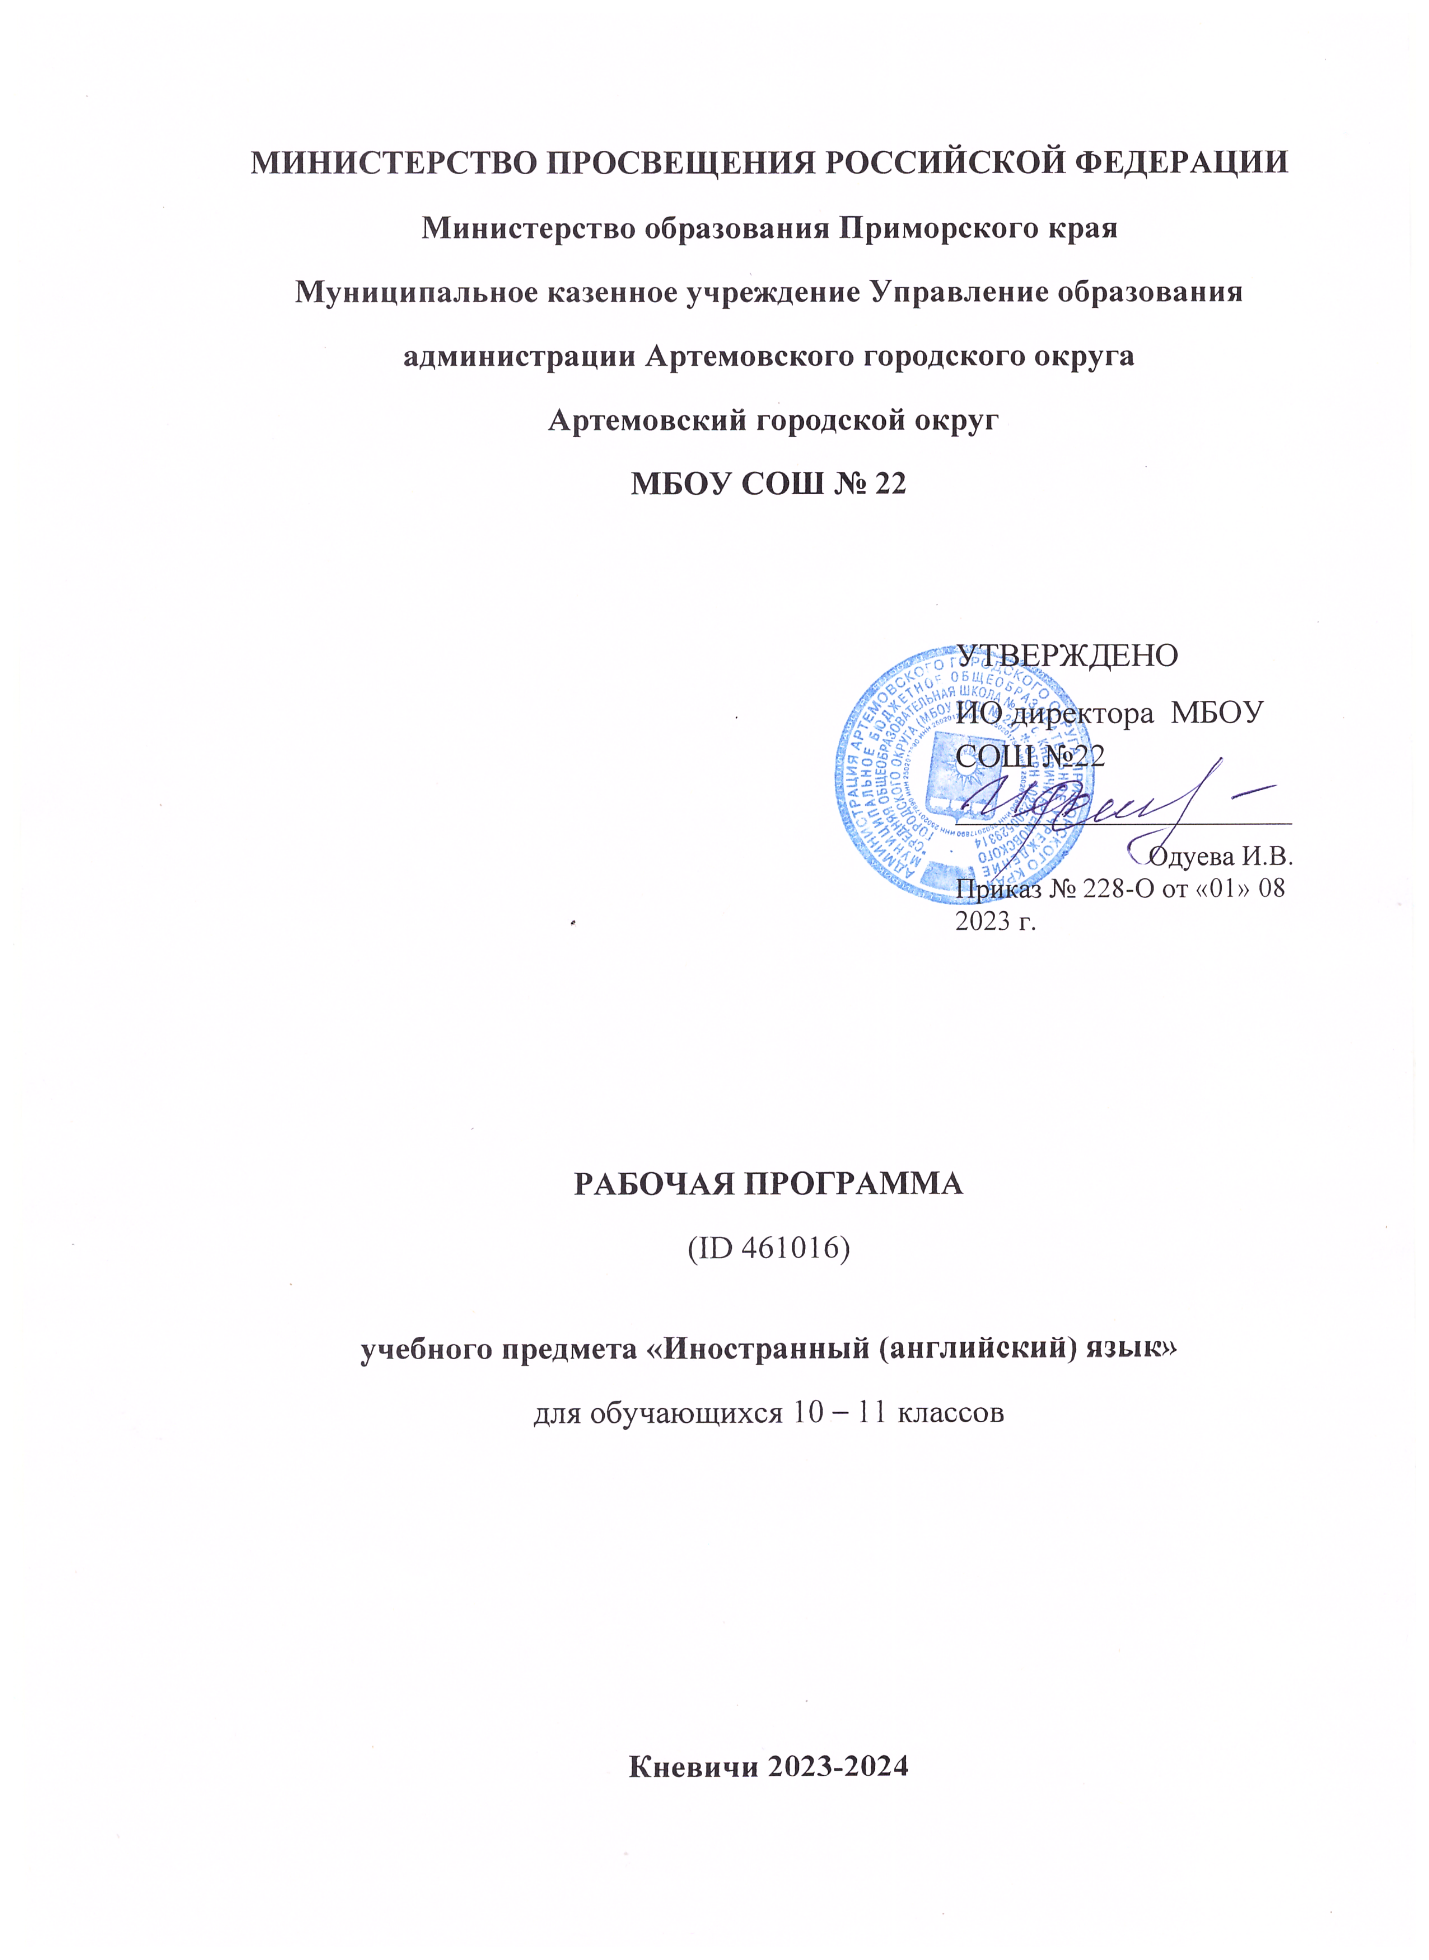 МИНИСТЕРСТВО ПРОСВЕЩЕНИЯ РОССИЙСКОЙ ФЕДЕРАЦИИ
Министерство образования Приморского края
Муниципальное казенное учреждение Управление образования
администрации Артемовского городского округа
Артемовский городской округ
МБОУ СОШ № 22
УТВЕРЖДЕНО
ИО директора МБОУ
СОШ №22
Одуева И.В.
Приказ № 228-О от «01» 08
2023 г.
РАБОЧАЯ ПРОГРАММА
(ID 461016)
учебного предмета «Иностранный (английский) язык»
для обучающихся 10 – 11 классов
Кневичи 2023-2024